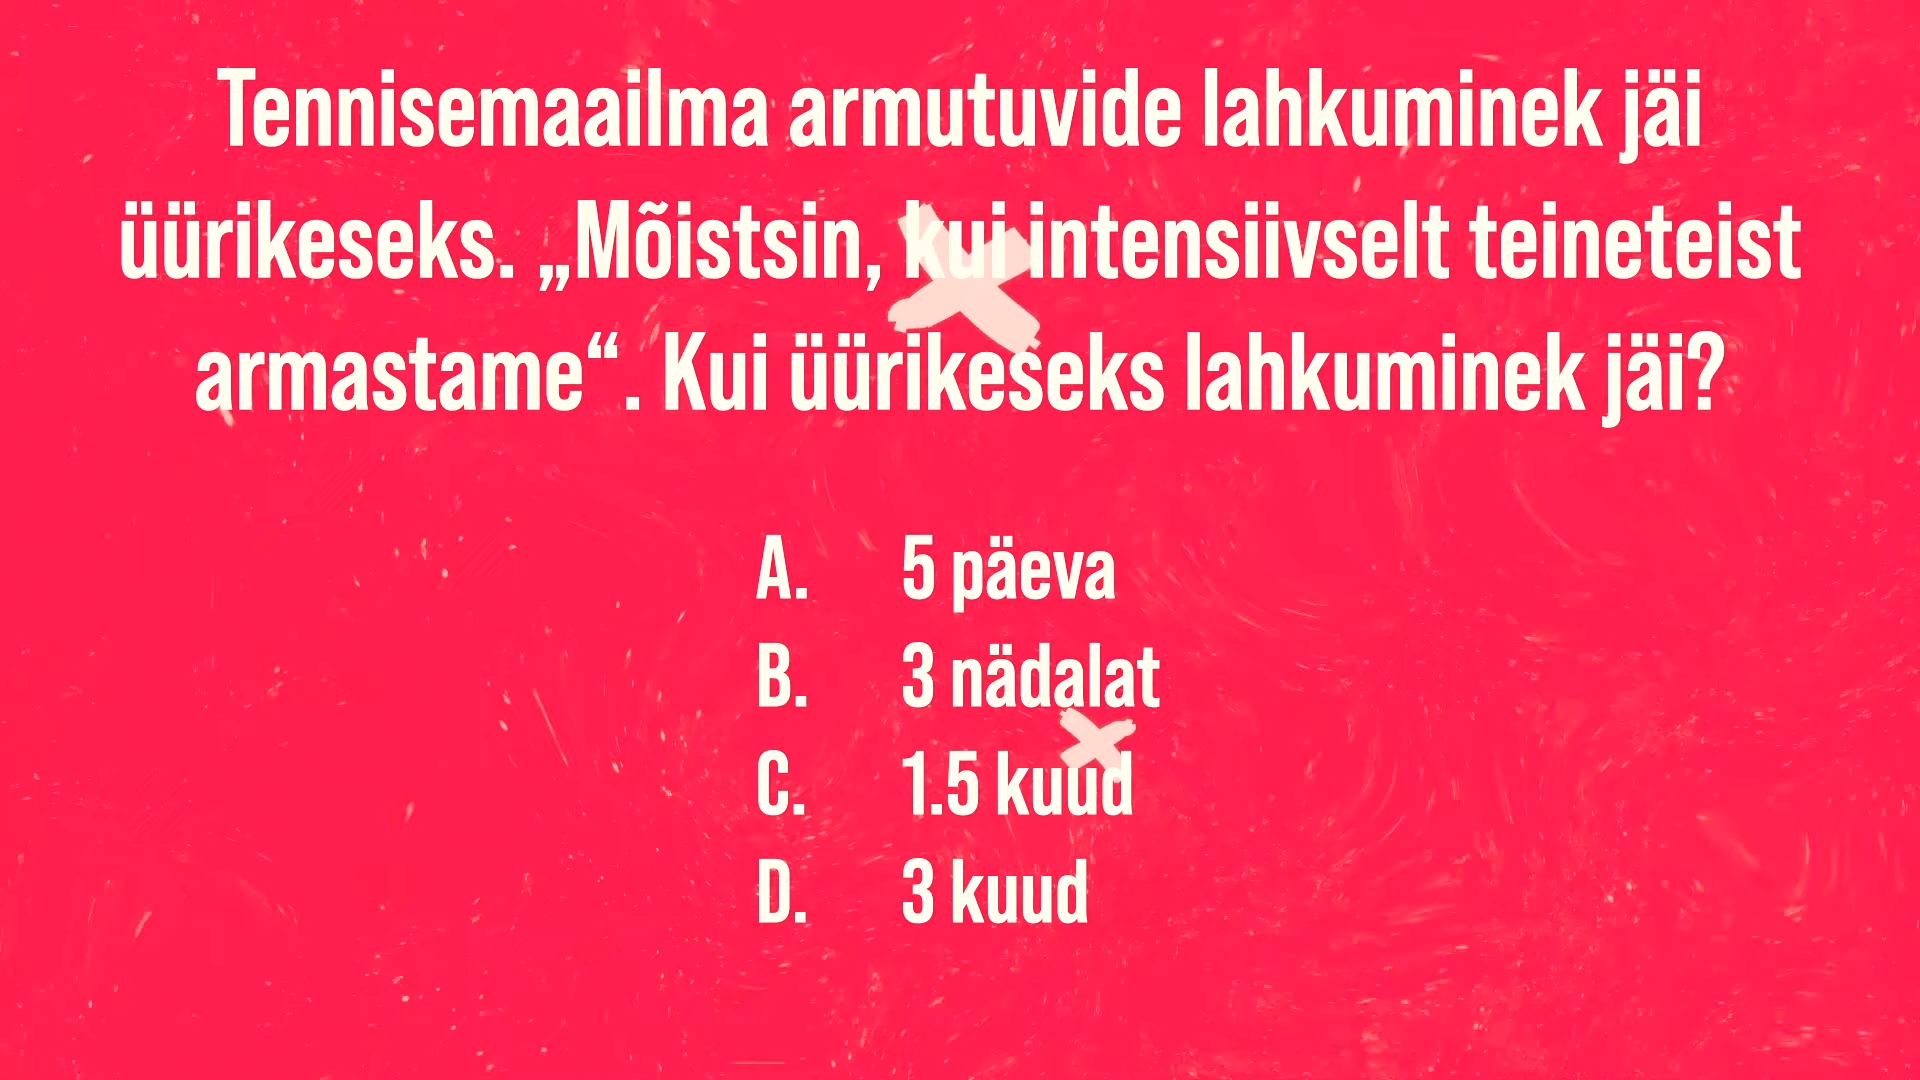 Tennisemaailma armutuvide lahkuminek jäi
üürikeseks. „Mõistsin, kui intensiivselt teineteist
armastame“. Kui üürikeseks lahkuminek jäi?
A. 5 päeva
B. 3 nädalat
C. 1.5 kuud
D. 3 kuud